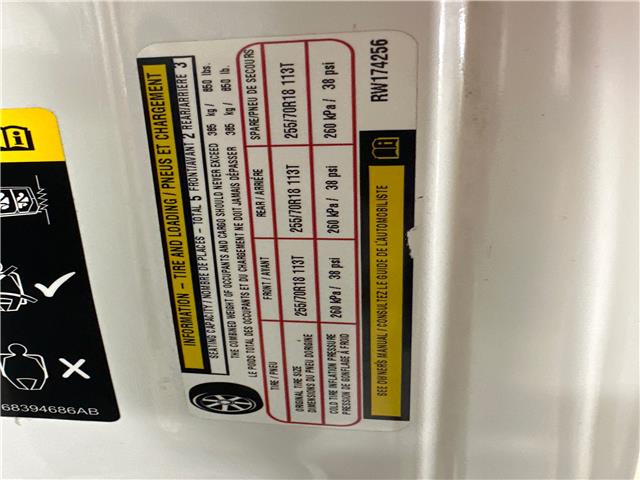 INFORMATION – TIRE AND LOADING / PNEUS ET CHARGEMENT
SEATING CAPACITY / NOMBRE DE PLACES – TOTAL 5 FRONT/AVANT 2 REAR/ARRIÈRE 3
THE COMBINED WEIGHT OF OCCUPANTS AND CARGO SHOULD NEVER EXCEED 385 kg / 850 lbs.
LE POIDS TOTAL DES OCCUPANTS ET DU CHARGEMENT NE DOIT JAMAIS DÉPASSER 385 kg / 850 lb.
TIRE / PNEU FRONT / AVANT REAR / ARRIÈRE SPARE/PNEU DE SECOURS
ORIGINAL TIRE SIZE
DIMENSIONS DU PNEU D'ORIGINE
255/70R18 113T 255/70R18 113T 255/70R18 113T
COLD TIRE INFLATION PRESSURE
PRESSION DE GONFLAGE À FROID
260 kPa / 38 psi 260 kPa / 38 psi 260 kPa / 38 psi
SEE OWNERS MANUAL / CONSULTEZ LE GUIDE DE L'AUTOMOBILISTE
RW174256
68394686AB